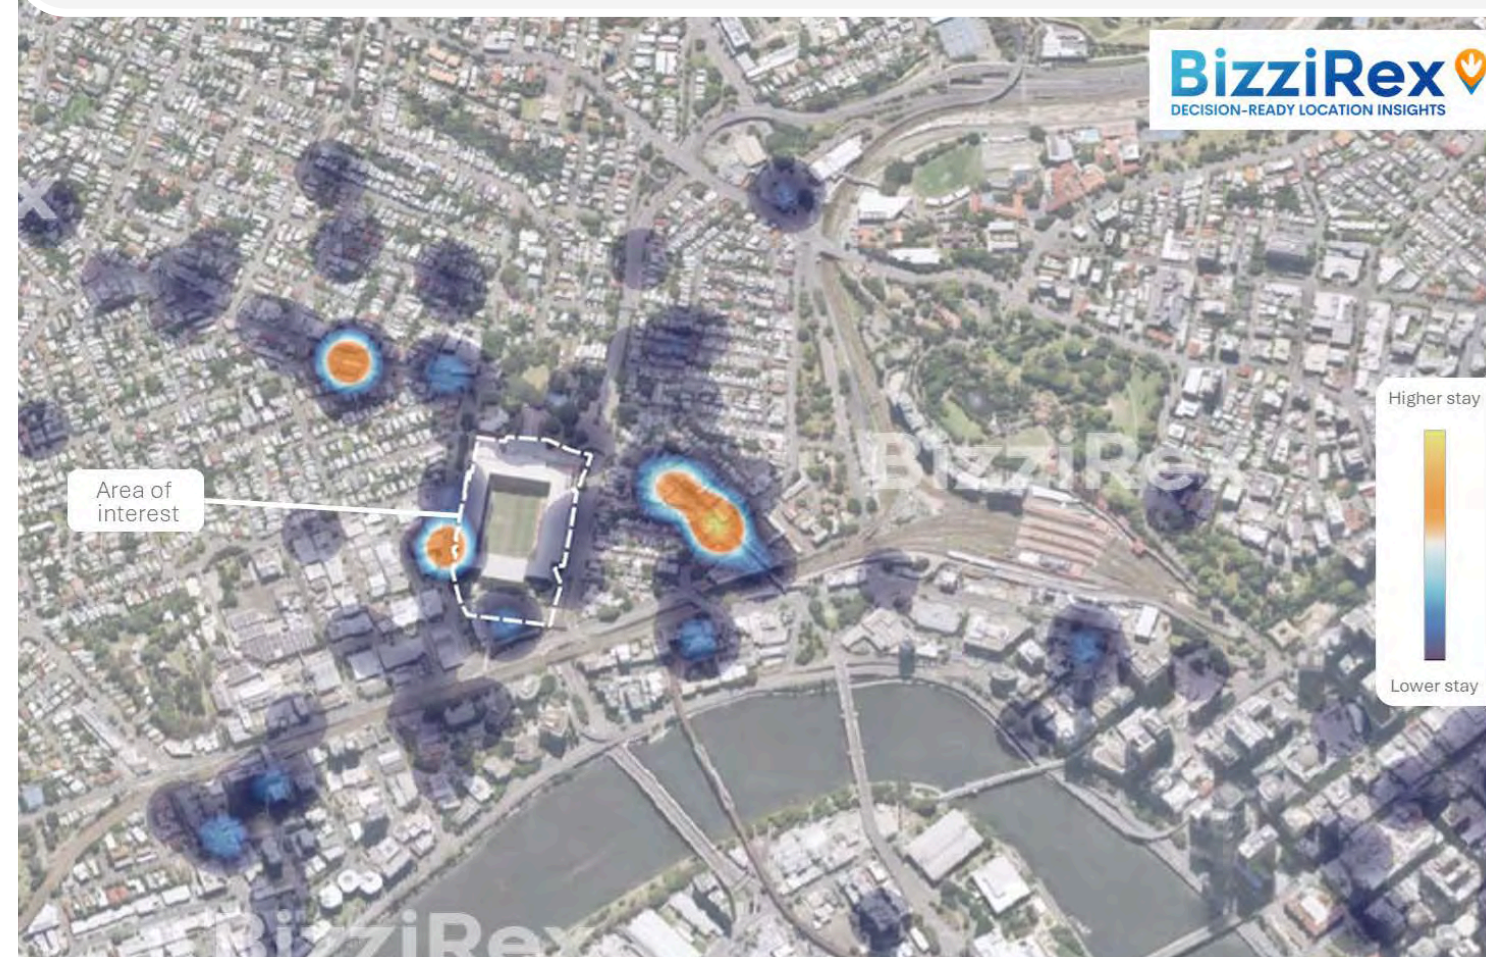 BizziRex
DECISION-READY LOCATION INSIGHTS
X
Higher stay
BizziRex
Area of
interest
Lower stay
BizziRex